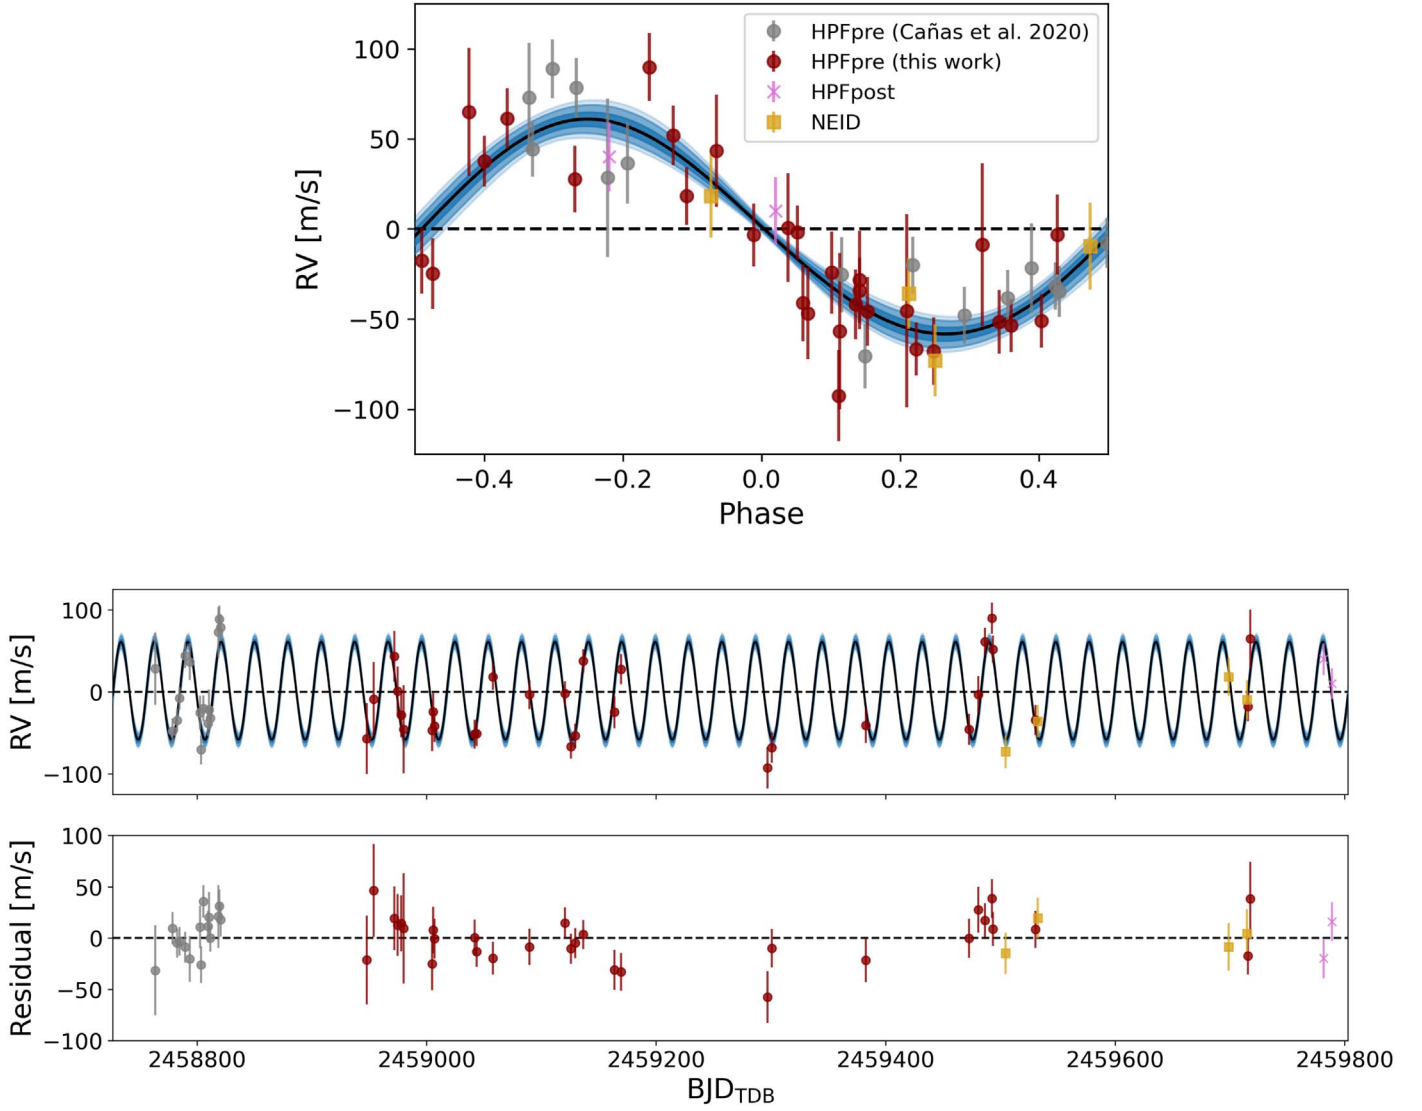 HPFpre (Cañas et al. 2020)
HPFpre (this work)
HPFpost
NEID
RV [m/s]
100
50
0
−50
−100
−0.4
−0.2
0.0
0.2
0.4
Phase
RV [m/s]
100
0
−100
Residual [m/s]
100
50
0
−50
−100
2458800
2459000
2459200
2459400
2459600
2459800
BJD_TDB